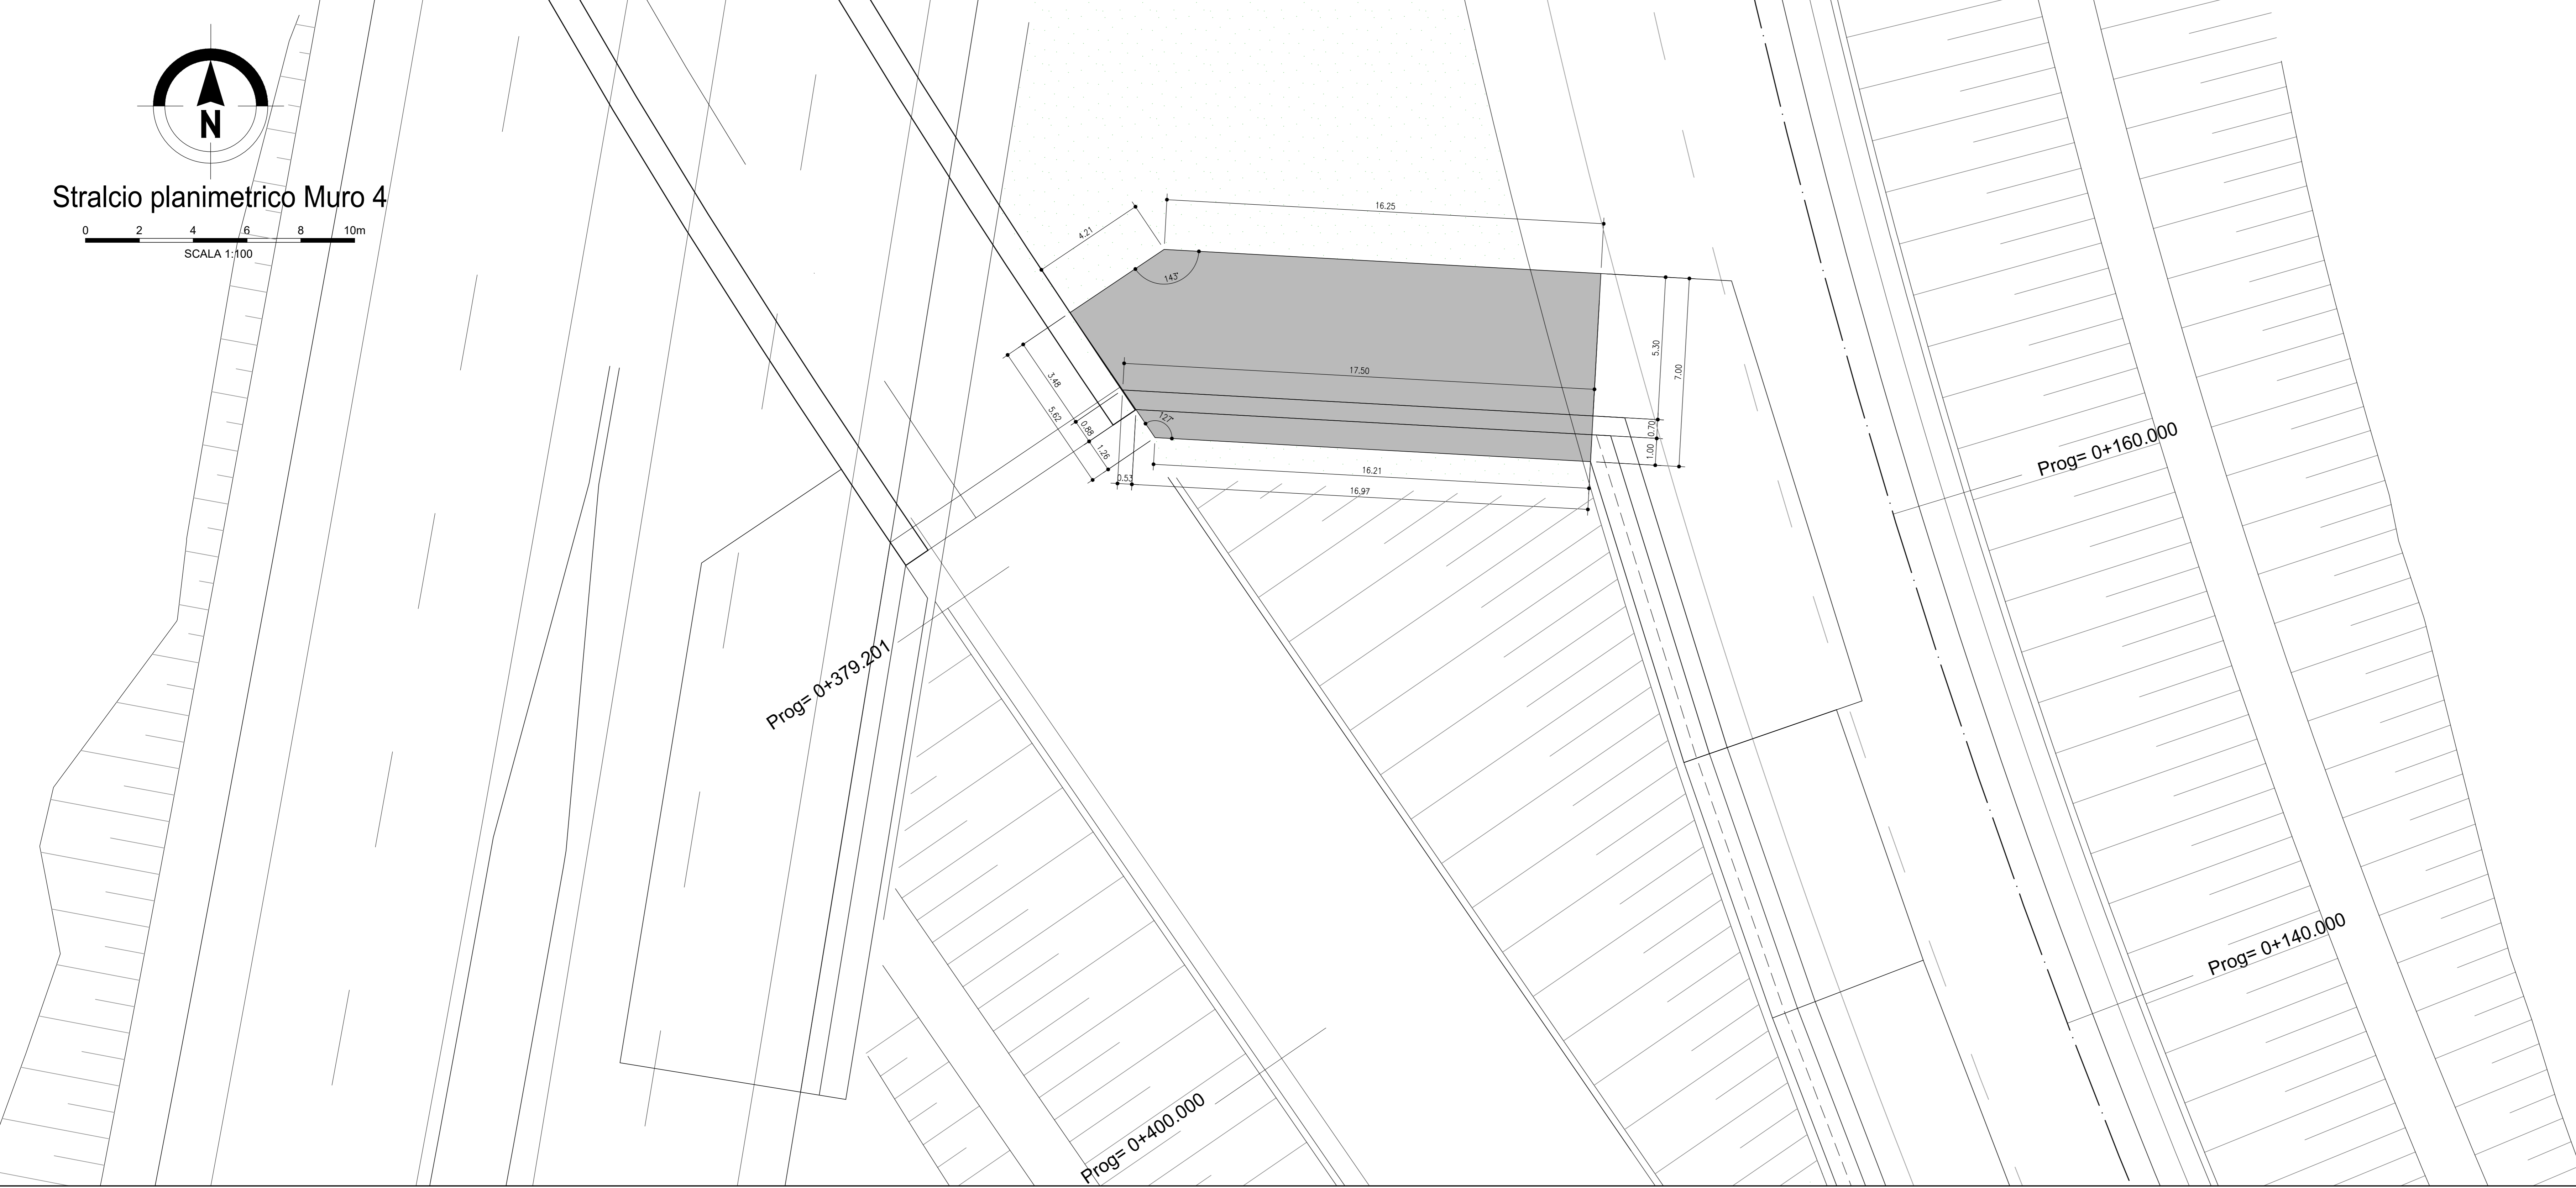 N
Stralcio planimetrico Muro 4
0 2 4 6 8 10m
SCALA 1:100
16.25
4.21
143°
5.30
7.00
17.50
3.48
5.62
0.88
1.26
127°
0.70
1.00
16.21
0.53
16.97
Prog= 0+160.000
Prog= 0+379.201
Prog= 0+140.000
Prog= 0+400.000